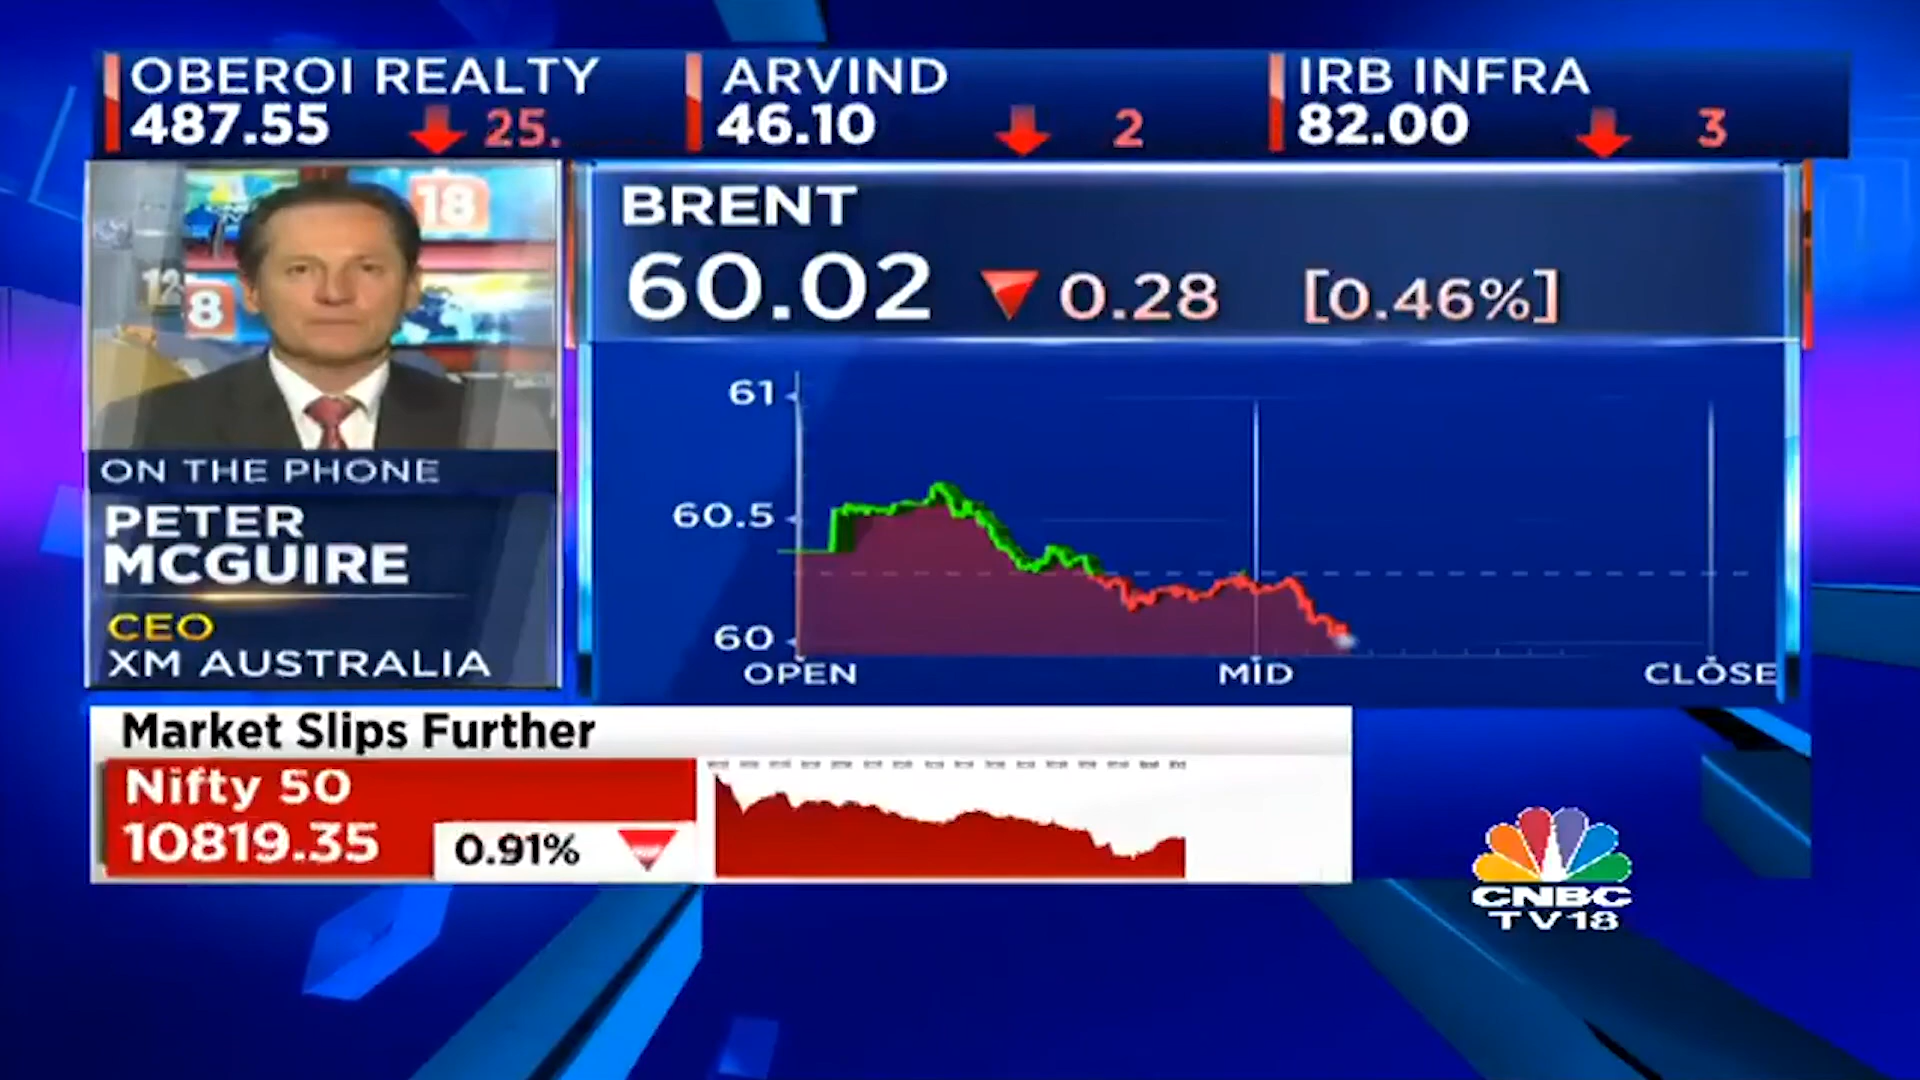 OBEROI REALTY
487.55 25.
ARVIND
46.10 2
IRB INFRA
82.00 3
18
8
ON THE PHONE
PETER
MCGUIRE
CEO
XM AUSTRALIA
BRENT
60.02 0.28 [0.46%]
61
60.5
60
OPEN MID CLOSE
Market Slips Further
Nifty 50
10819.35 0.91%
CNBC
TV18